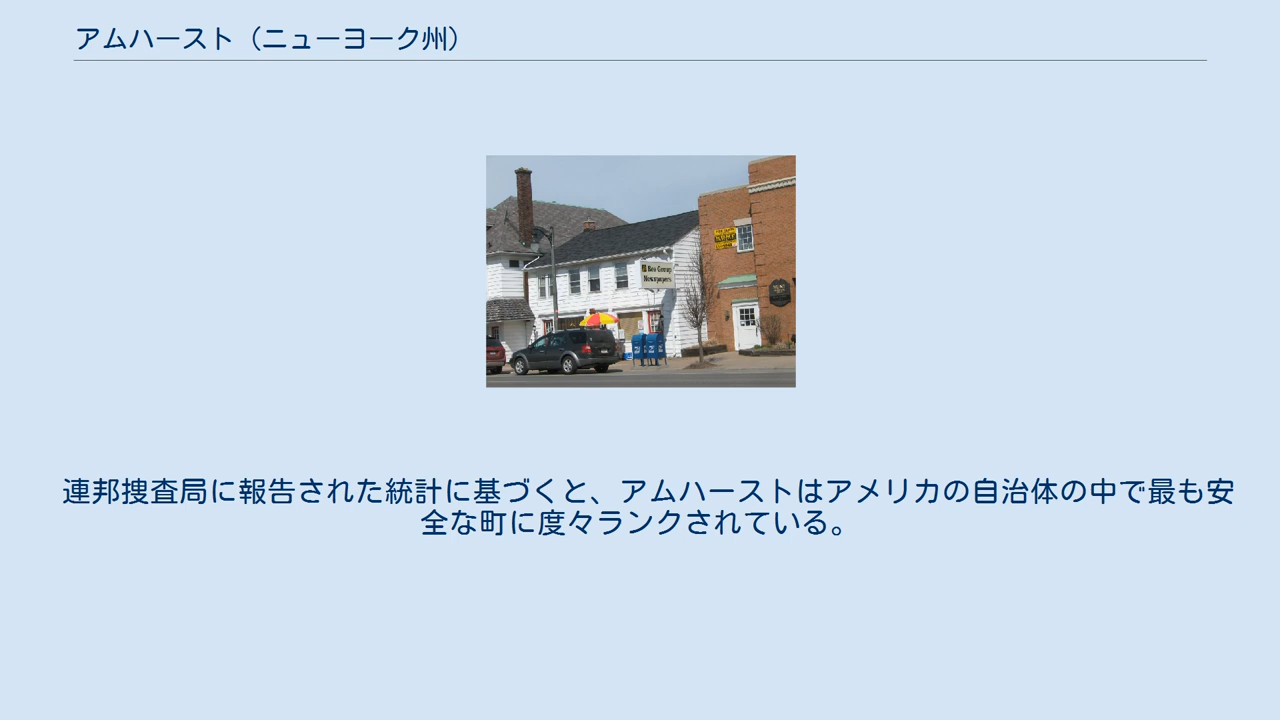 アムハースト（ニューヨーク州）
Bee Group
Newspapers
連邦捜査局に報告された統計に基づくと、アムハーストはアメリカの自治体の中で最も安
全な町に度々ランクされている。